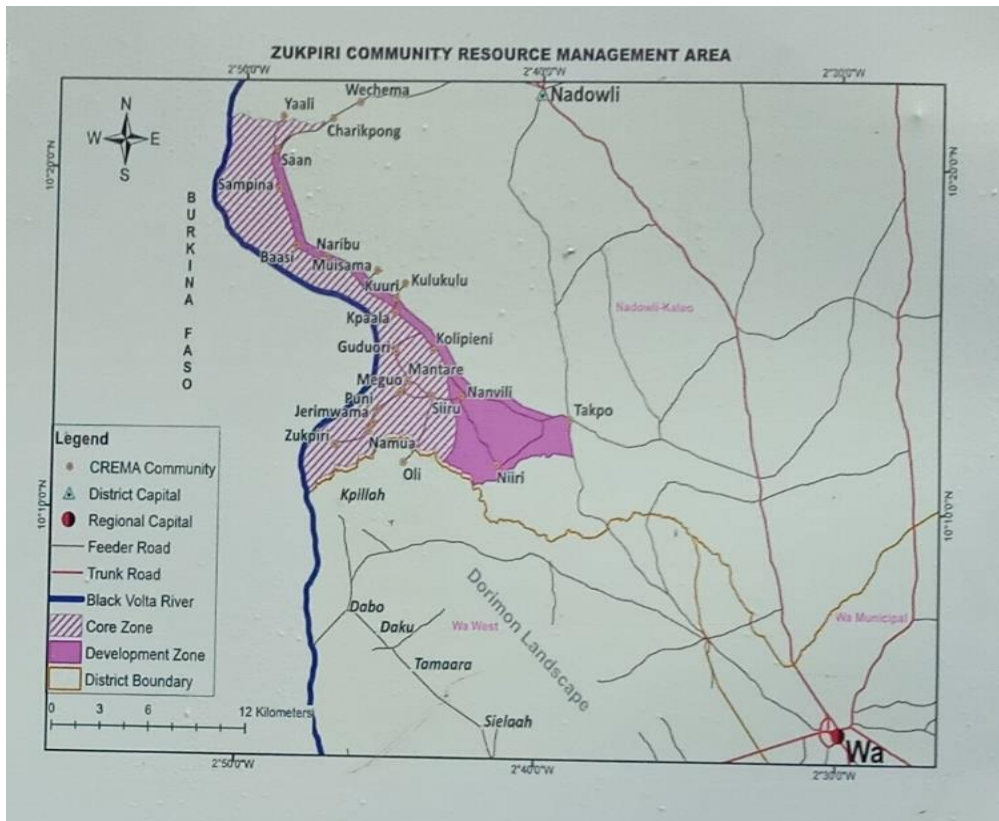 ZUKPIRI COMMUNITY RESOURCE MANAGEMENT AREA
2°50'0"W
2°40'0"W
2°30'0"W
N
W
E
S
10°20'0"N
10°20'0"N
Nadowli
Wechema
Yaali
Charikpong
Saan
Sampina
BURKINA FASO
Naribu
Baasi
Muisama
Kuuri
Kulukulu
Nadowli-Kaleo
Kpaala
Guduori
Kolipieni
Mantare
Meguo
Nanvili
Puni
Siiru
Jerimwama
Takpo
Zukpiri
Namua
Oli
Niiri
Kpillah
10°10'0"N
10°10'0"N
Legend
CREMA Community
District Capital
Regional Capital
Feeder Road
Trunk Road
Black Volta River
Core Zone
Development Zone
District Boundary
0 3 6 12 Kilometers
Dabo
Daku
Wa West
Dorimon Landscape
Wa Municipal
Tamaara
Sielaah
Wa
2°50'0"W
2°40'0"W
2°30'0"W